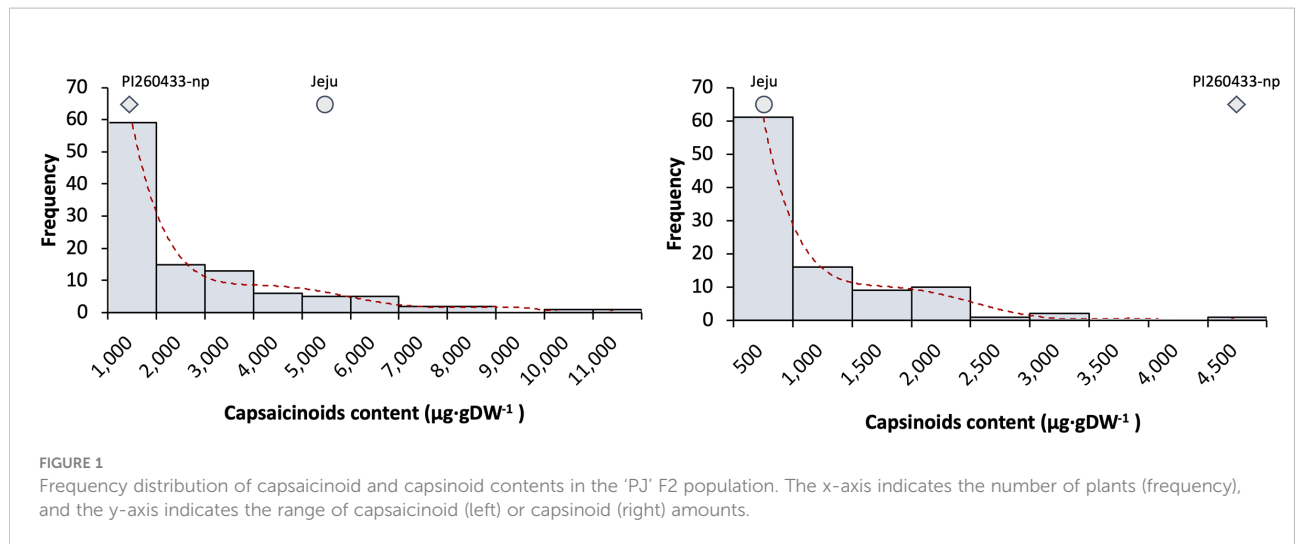 PI260433-np Jeju
70
60
50
40
30
20
10
0
Frequency
1,000 2,000 3,000 4,000 5,000 6,000 7,000 8,000 9,000 10,000 11,000
Capsaicinoids content (µg·gDW⁻¹ )
Jeju PI260433-np
70
60
50
40
30
20
10
0
Frequency
500 1,000 1,500 2,000 2,500 3,000 3,500 4,000 4,500
Capsinoids content (µg·gDW⁻¹ )
FIGURE 1
Frequency distribution of capsaicinoid and capsinoid contents in the ‘PJ’ F2 population. The x-axis indicates the number of plants (frequency),
and the y-axis indicates the range of capsaicinoid (left) or capsinoid (right) amounts.